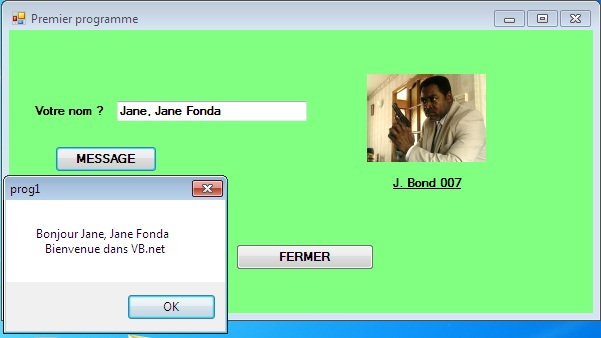 Premier programme
Votre nom ?
Jane, Jane Fonda
MESSAGE
J. Bond 007
prog1
Bonjour Jane, Jane Fonda
Bienvenue dans VB.net
FERMER
OK